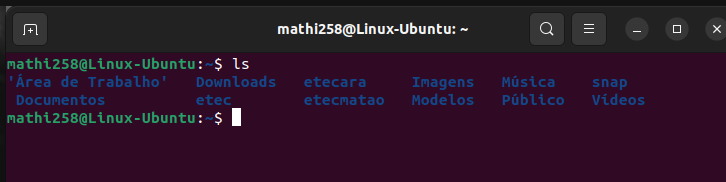 mathi258@Linux-Ubuntu: ~
mathi258@Linux-Ubuntu:~$ ls
'Área de Trabalho'   Downloads   etecara     Imagens   Música    snap
 Documentos          etec        etecmatao   Modelos   Público   Vídeos
mathi258@Linux-Ubuntu:~$